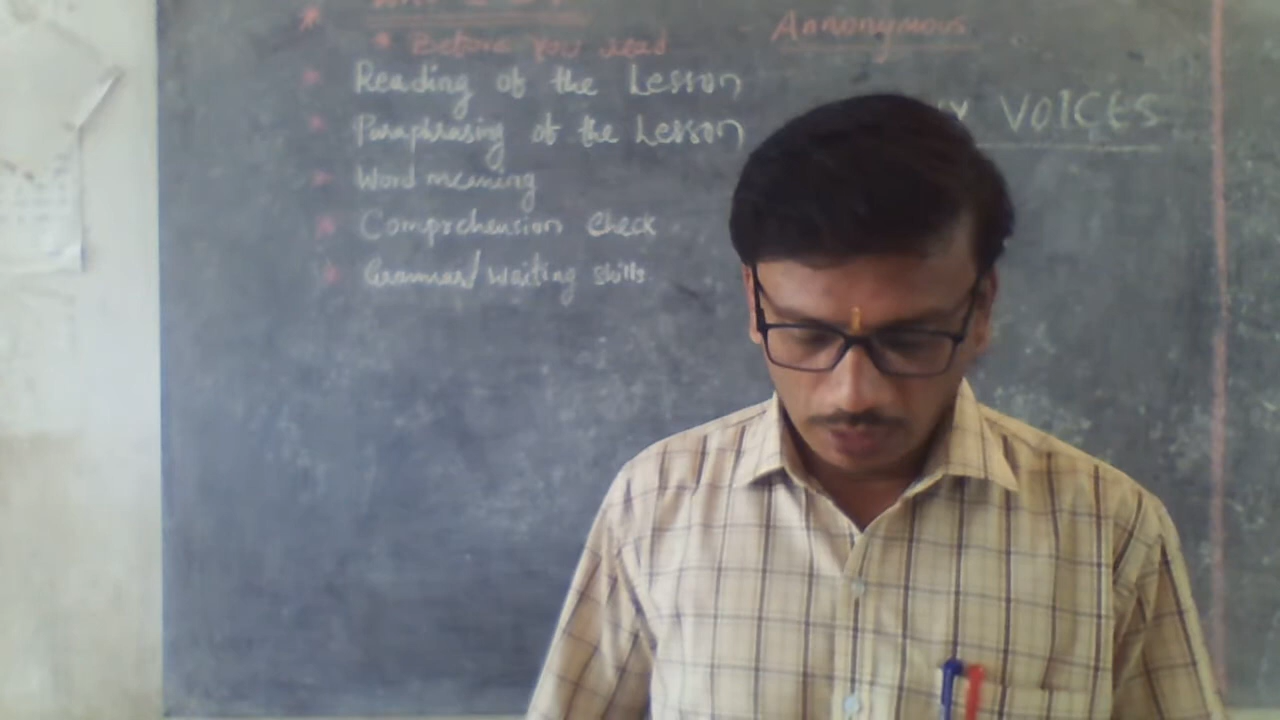 * Before you read
- Annonymous
* Reading of the Lesson
VOICES
* Paraphrasing of the Lesson
* Word meaning
* Comprehension Check
* Grammar/ writing skills